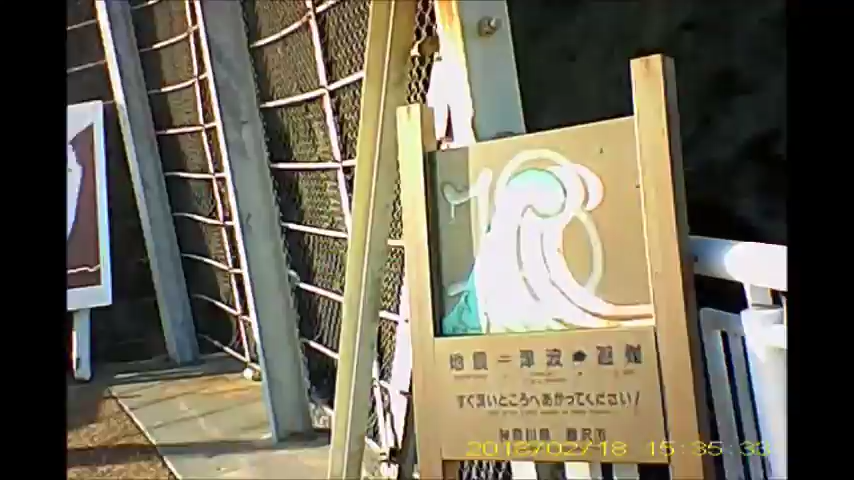 地震＝津波➡避難
すぐ高いところへあがってください!
神奈川県 藤沢市
2018/02/18 15:35:33